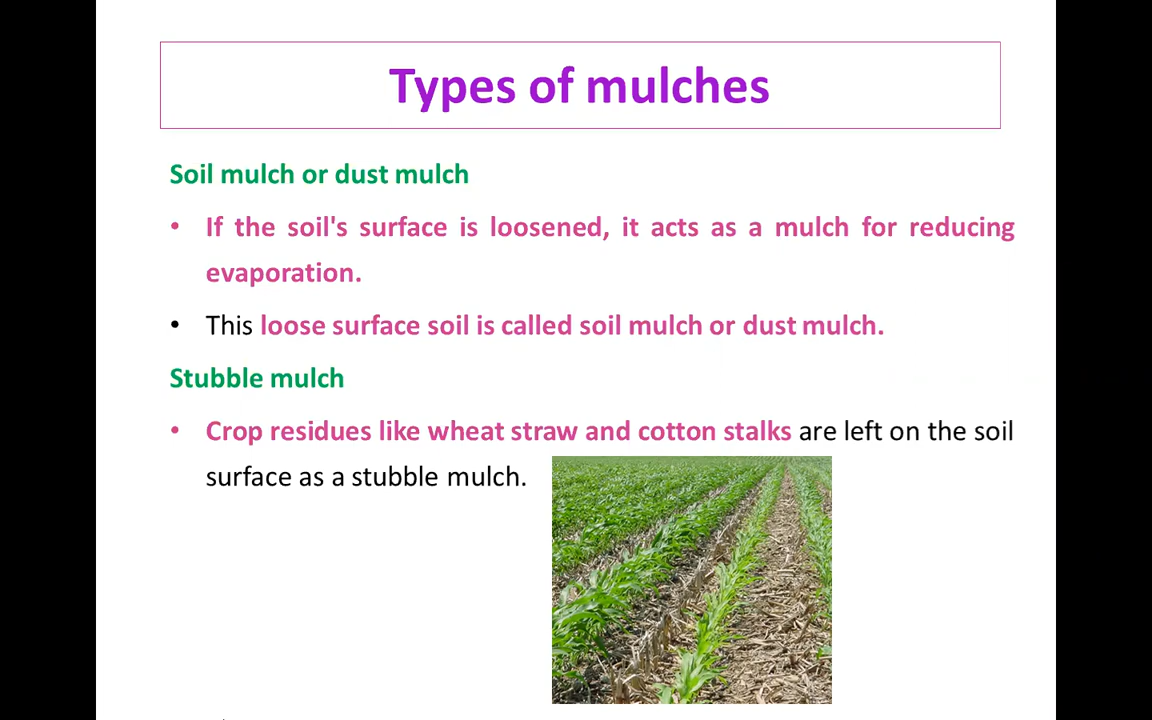 Types of mulches
Soil mulch or dust mulch
• If the soil's surface is loosened, it acts as a mulch for reducing
evaporation.
• This loose surface soil is called soil mulch or dust mulch.
Stubble mulch
• Crop residues like wheat straw and cotton stalks are left on the soil
surface as a stubble mulch.